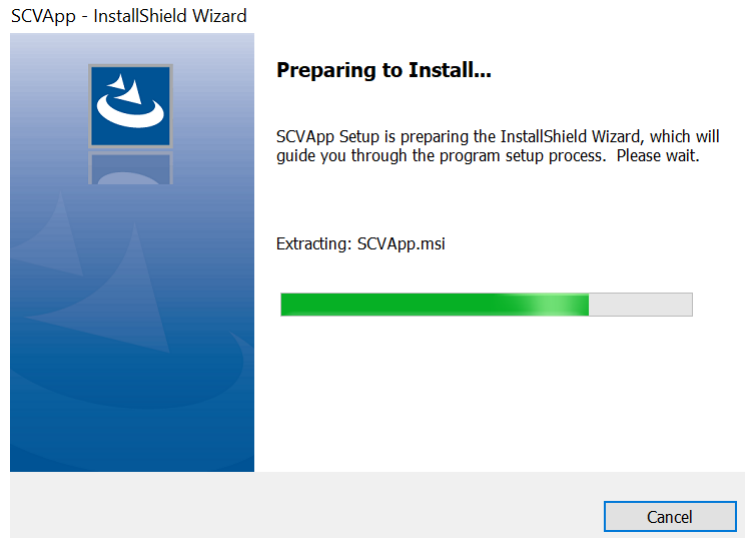 SCVApp - InstallShield Wizard
Preparing to Install...
SCVApp Setup is preparing the InstallShield Wizard, which will
guide you through the program setup process.  Please wait.
Extracting: SCVApp.msi
Cancel